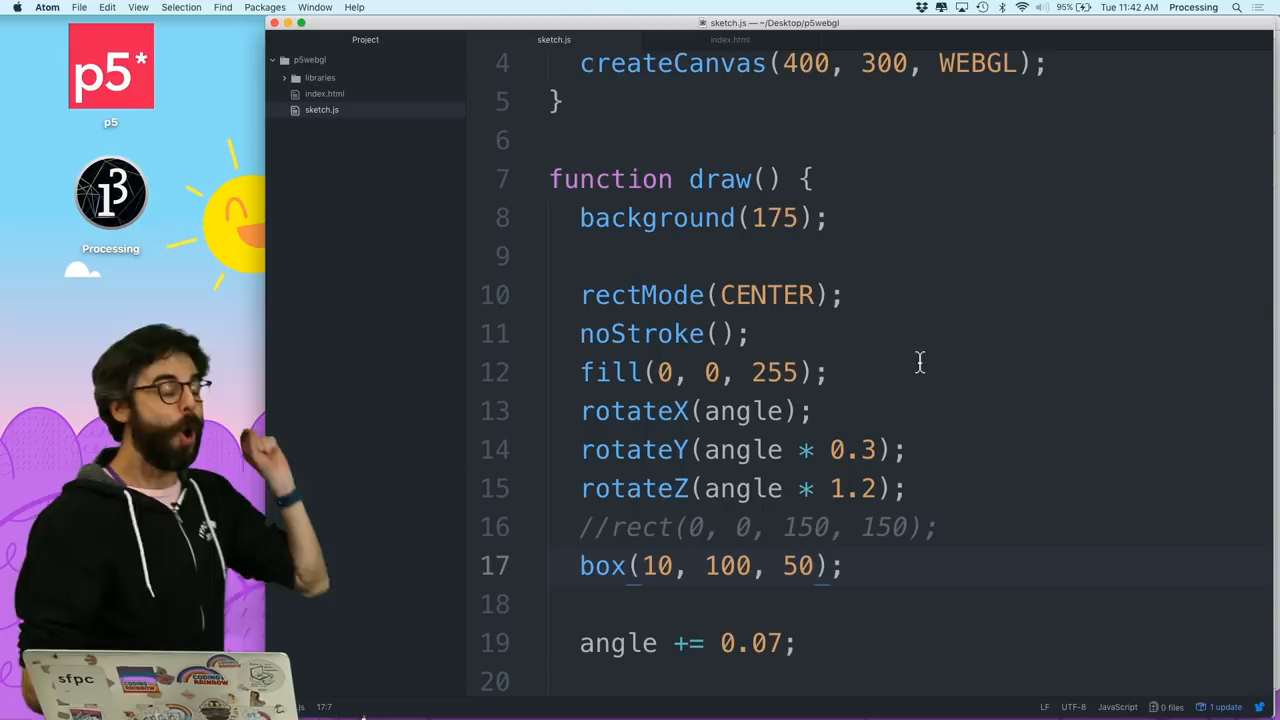 Atom File Edit View Selection Find Packages Window Help
95% Tue 11:42 AM Processing
sketch.js — ~/Desktop/p5webgl
Project
sketch.js
index.html
p5webgl
libraries
index.html
sketch.js
p5*
p5
Processing
4 createCanvas(400, 300, WEBGL);
5 }
6
7 function draw() {
8 background(175);
9
10 rectMode(CENTER);
11 noStroke();
12 fill(0, 0, 255);
13 rotateX(angle);
14 rotateY(angle * 0.3);
15 rotateZ(angle * 1.2);
16 //rect(0, 0, 150, 150);
17 box(10, 100, 50);
18
19 angle += 0.07;
20
sfpc
CODING RAINBOW
17:7
LF UTF-8 JavaScript 0 files 1 update